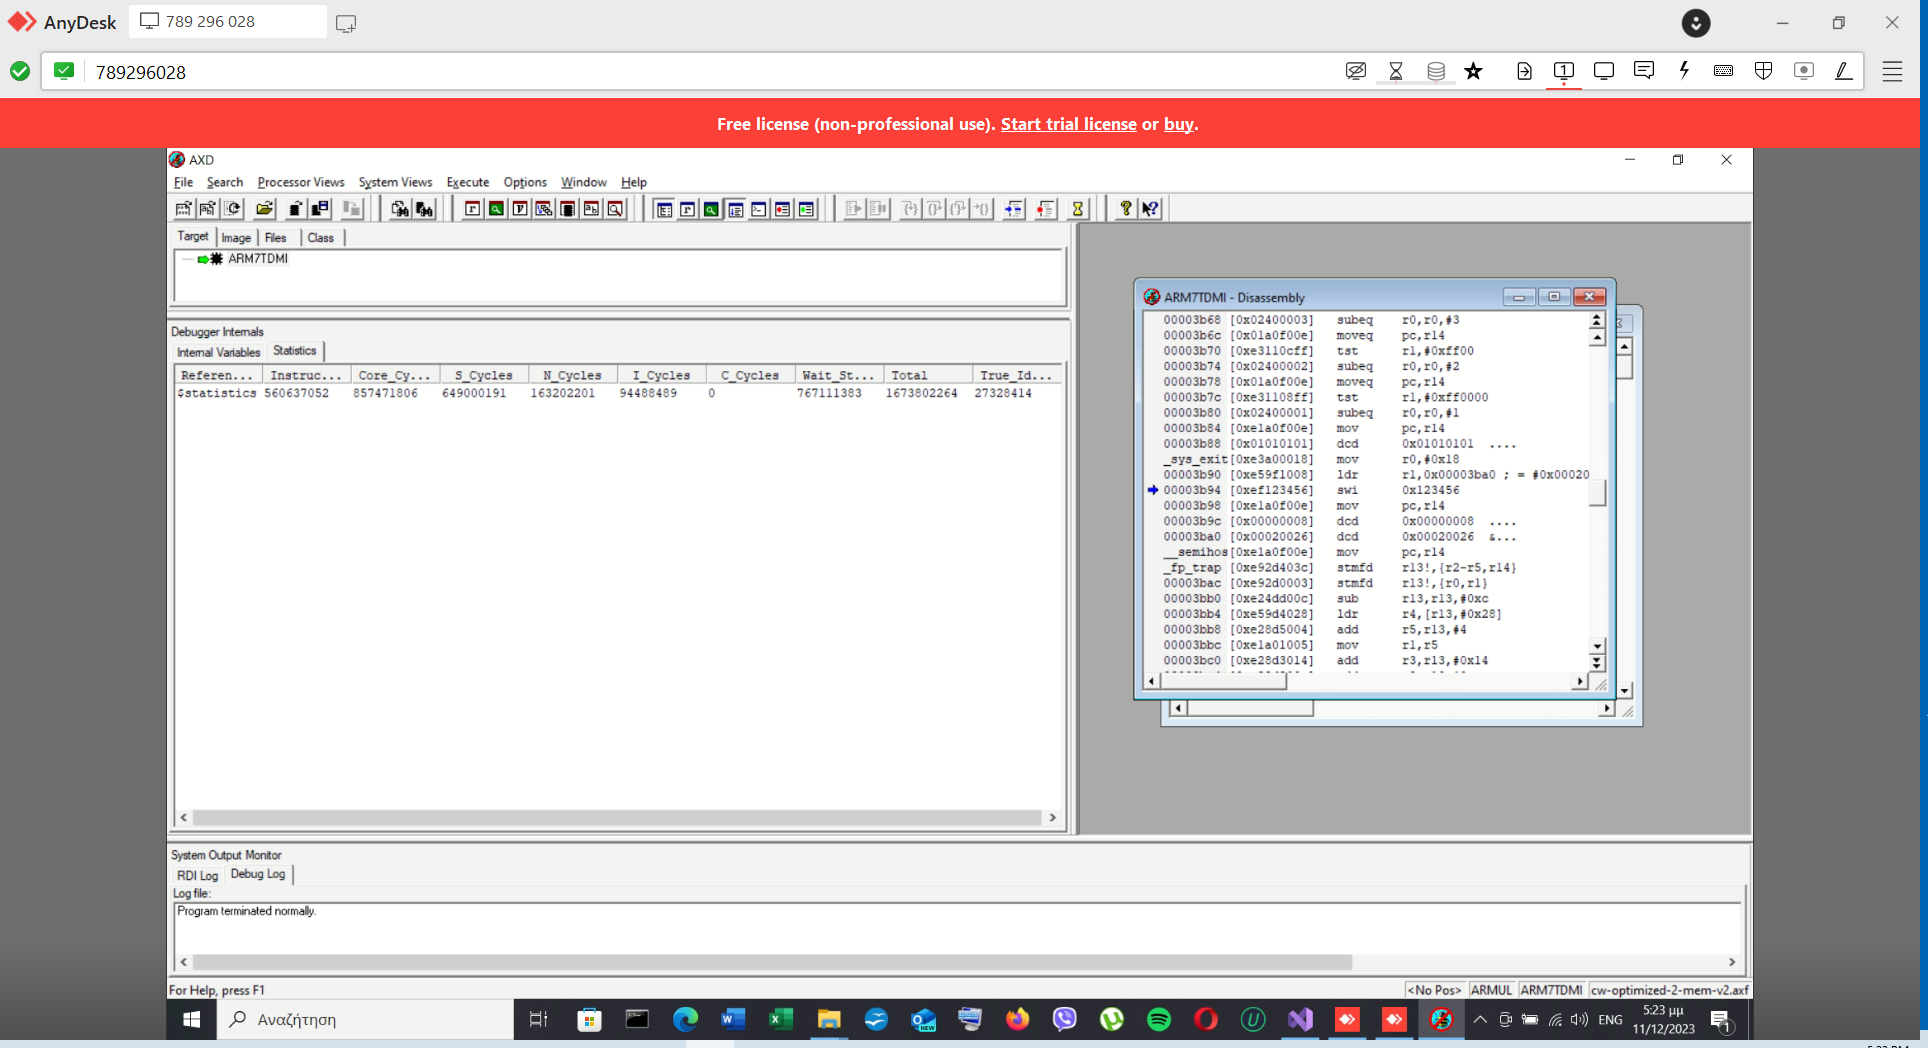 AnyDesk
789 296 028
789296028
1
Free license (non-professional use). Start trial license or buy.
AXD
File Search Processor Views System Views Execute Options Window Help
Target Image Files Class
ARM7TDMI
Debugger Internals
Internal Variables Statistics
Referen... Instruc... Core_Cy... S_Cycles N_Cycles I_Cycles C_Cycles Wait_St... Total True_Id...
$statistics 560637052 857471806 649000191 163202201 94488489 0 767111383 1673802264 27328414
ARM7TDMI - Disassembly
00003b68 [0x02400003] subeq r0,r0,#3
00003b6c [0x01a0f00e] moveq pc,r14
00003b70 [0xe3110cff] tst r1,#0xff00
00003b74 [0x02400002] subeq r0,r0,#2
00003b78 [0x01a0f00e] moveq pc,r14
00003b7c [0xe31108ff] tst r1,#0xff0000
00003b80 [0x02400001] subeq r0,r0,#1
00003b84 [0xe1a0f00e] mov pc,r14
00003b88 [0x01010101] dcd 0x01010101 ....
_sys_exit[0xe3a00018] mov r0,#0x18
00003b90 [0xe59f1008] ldr r1,0x00003ba0 ; = #0x00020
00003b94 [0xef123456] swi 0x123456
00003b98 [0xe1a0f00e] mov pc,r14
00003b9c [0x00000008] dcd 0x00000008 ....
00003ba0 [0x00020026] dcd 0x00020026 &...
__semihos[0xe1a0f00e] mov pc,r14
_fp_trap [0xe92d403c] stmfd r13!,{r2-r5,r14}
00003bac [0xe92d0003] stmfd r13!,{r0,r1}
00003bb0 [0xe24dd00c] sub r13,r13,#0xc
00003bb4 [0xe59d4028] ldr r4,[r13,#0x28]
00003bb8 [0xe28d5004] add r5,r13,#4
00003bbc [0xe1a01005] mov r1,r5
00003bc0 [0xe28d3014] add r3,r13,#0x14
System Output Monitor
RDI Log Debug Log
Log file:
Program terminated normally.
For Help, press F1
<No Pos> ARMUL ARM7TDMI cw-optimized-2-mem-v2.axf
Αναζήτηση
ENG
5:23 μμ
11/12/2023
1